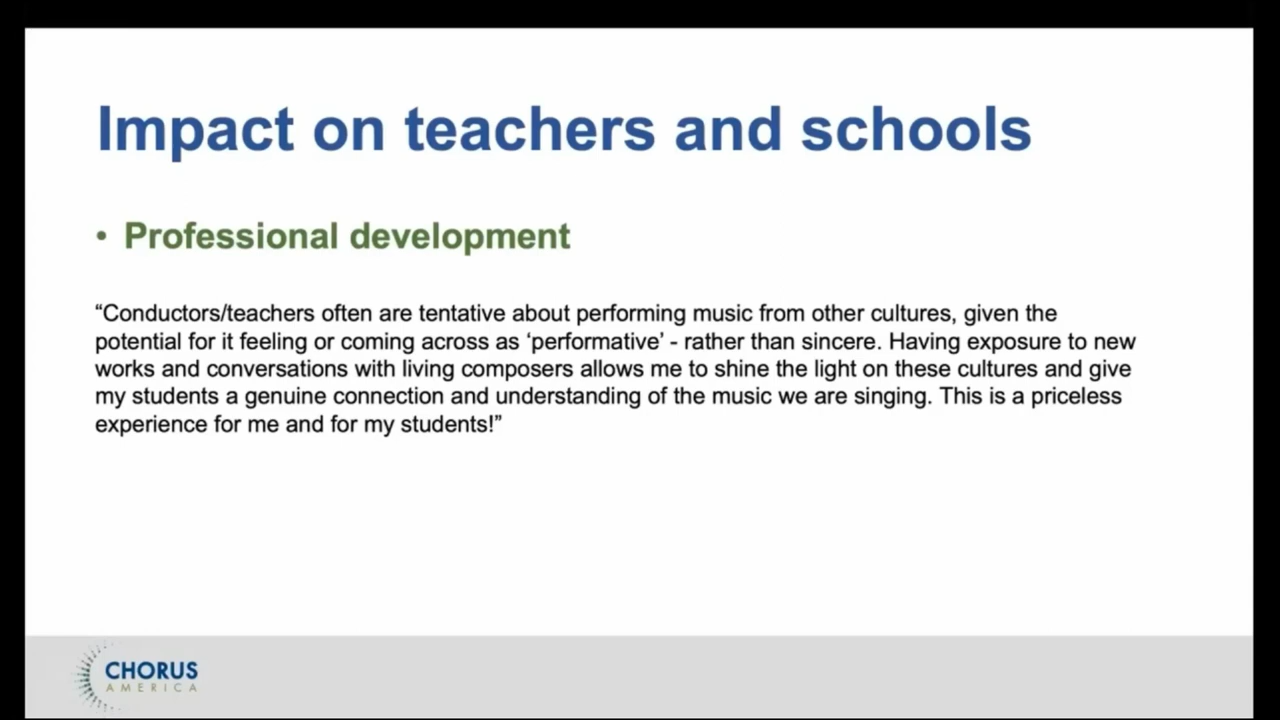 Impact on teachers and schools
• Professional development
“Conductors/teachers often are tentative about performing music from other cultures, given the
potential for it feeling or coming across as ‘performative’ - rather than sincere. Having exposure to new
works and conversations with living composers allows me to shine the light on these cultures and give
my students a genuine connection and understanding of the music we are singing. This is a priceless
experience for me and for my students!”
CHORUS
AMERICA